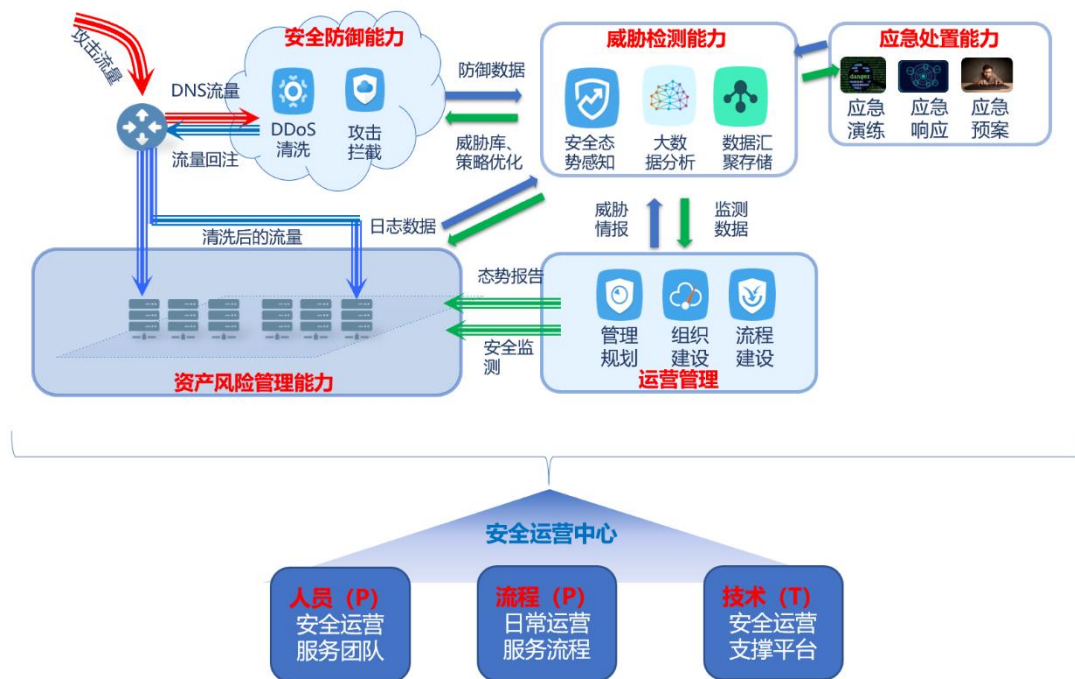 攻击流量
安全防御能力
威胁检测能力
应急处置能力
DNS流量
防御数据
danger
DDoS
清洗
攻击
拦截
安全态
势感知
大数
据分析
数据汇
聚存储
应急
演练
应急
响应
应急
预案
流量回注
威胁库、
策略优化
日志数据
威胁
情报
监测
数据
清洗后的流量
态势报告
管理
规划
组织
建设
流程
建设
安全监
测
资产风险管理能力
运营管理
安全运营中心
人员（P）
安全运营
服务团队
流程（P）
日常运营
服务流程
技术（T）
安全运营
支撑平台